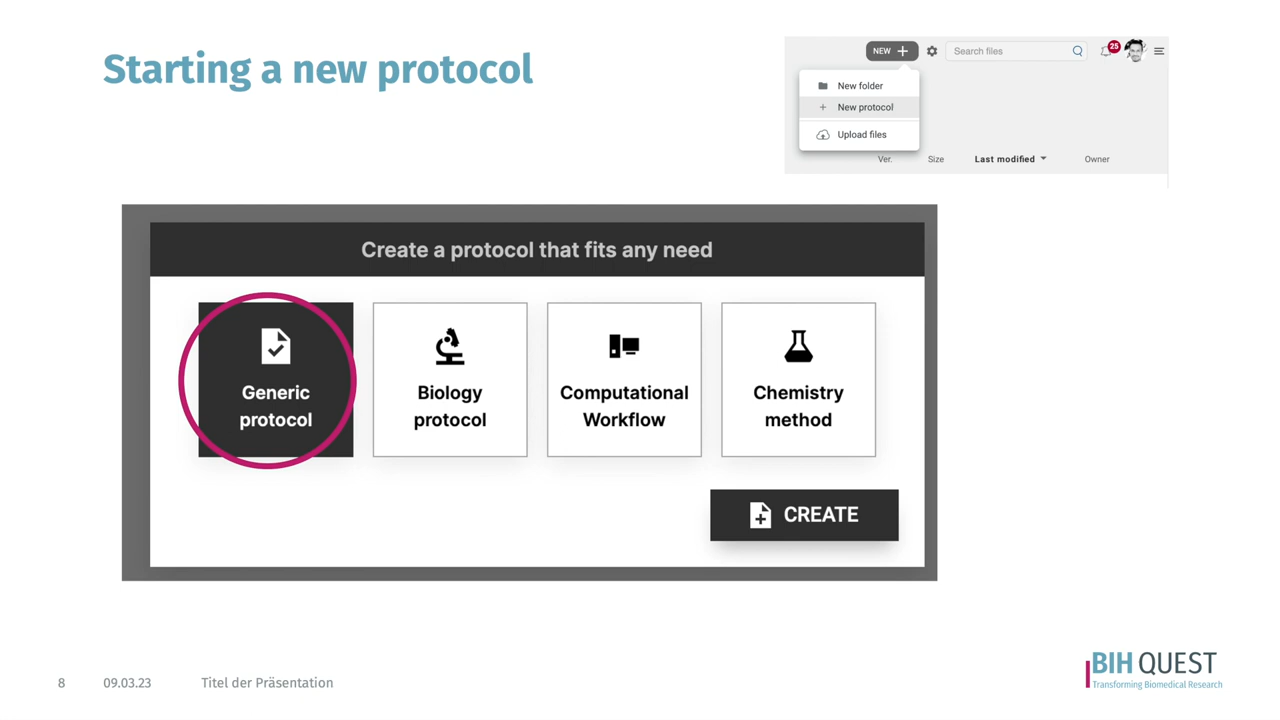 Starting a new protocol
NEW
Search files
25
New folder
New protocol
Upload files
Ver. Size Last modified Owner
Create a protocol that fits any need
Generic
protocol
Biology
protocol
Computational
Workflow
Chemistry
method
CREATE
8 09.03.23 Titel der Präsentation
BIH QUEST
Transforming Biomedical Research